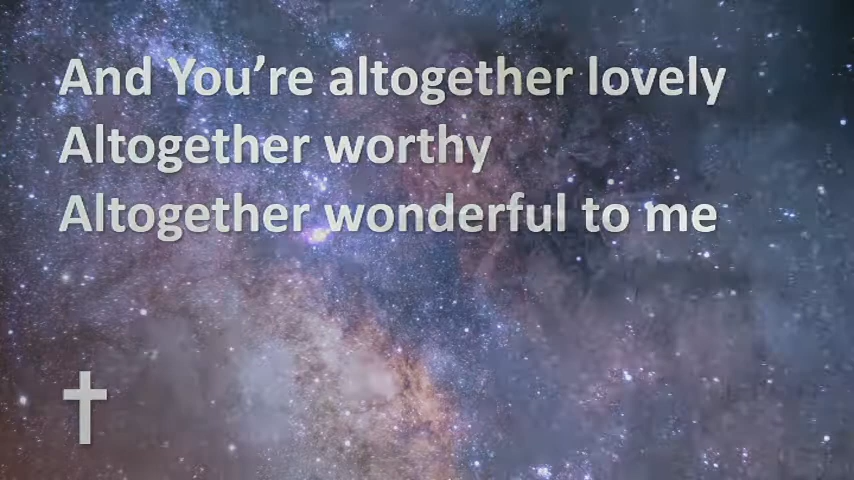 And You’re altogether lovely
Altogether worthy
Altogether wonderful to me